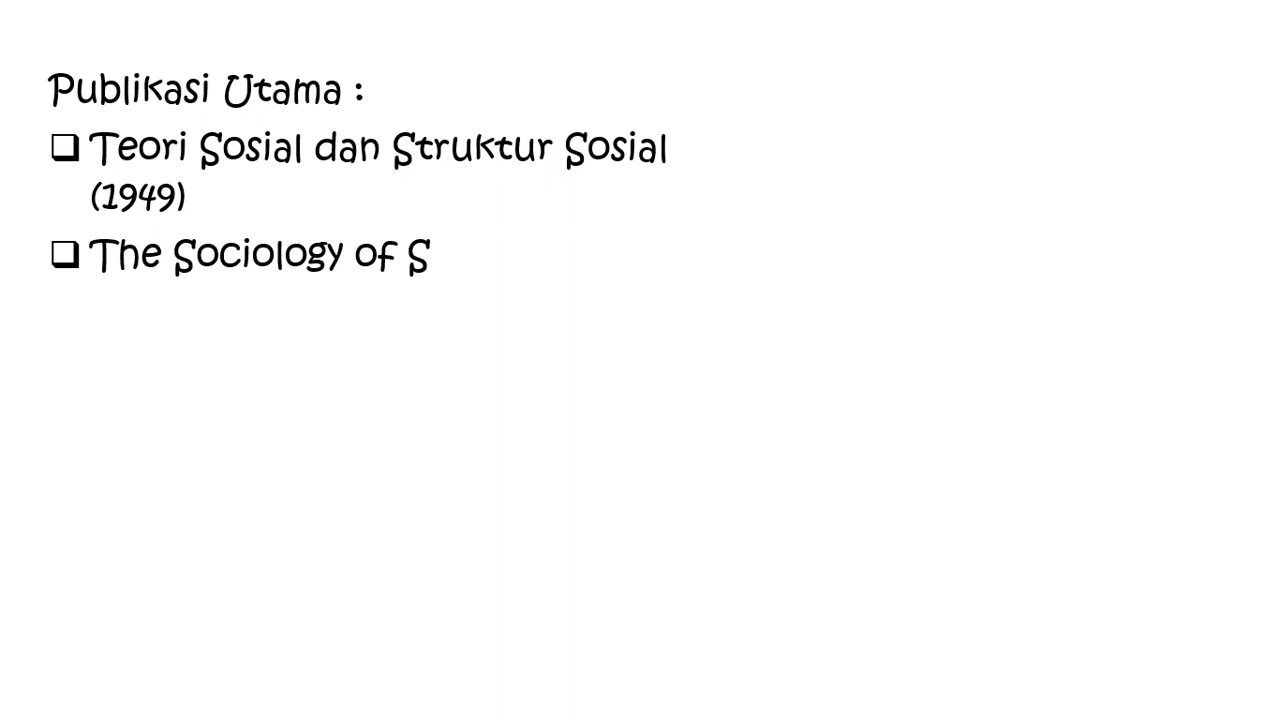 Publikasi Utama :
❑ Teori Sosial dan Struktur Sosial
(1949)
❑ The Sociology of S